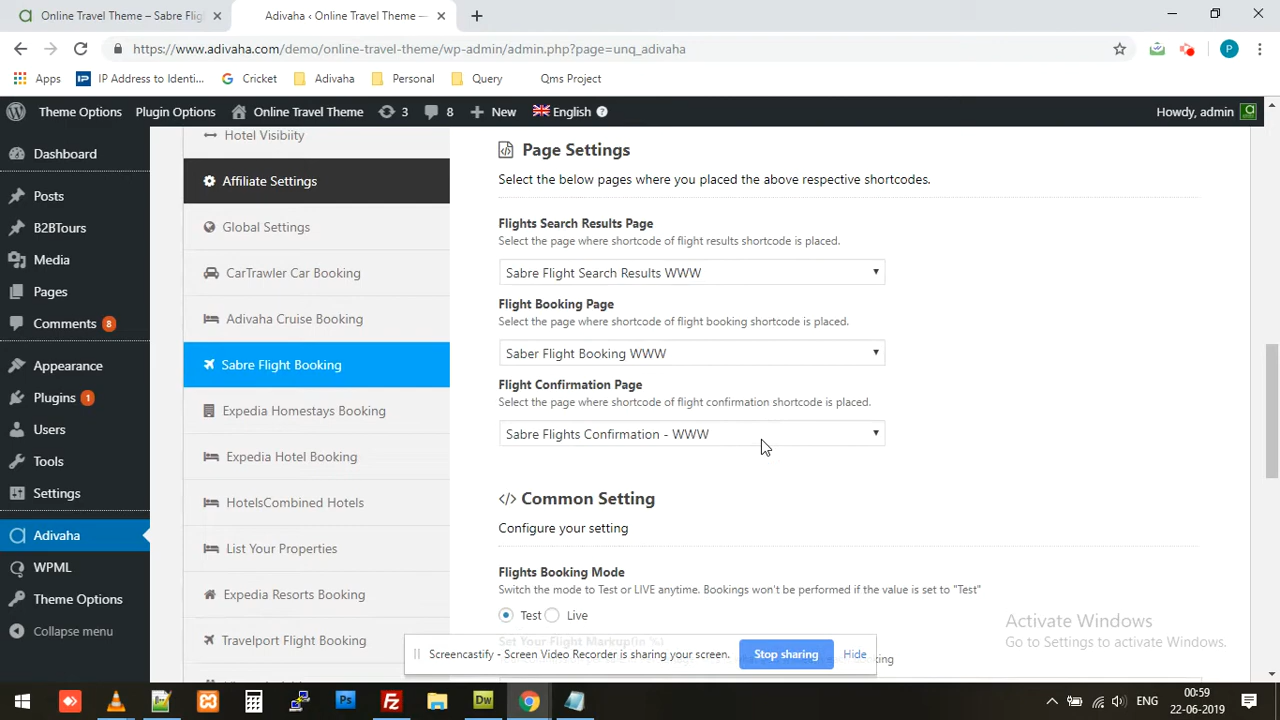 Online Travel Theme – Sabre Flig
Adivaha ‹ Online Travel Theme —
https://www.adivaha.com/demo/online-travel-theme/wp-admin/admin.php?page=unq_adivaha
P
Apps
IP Address to Identi...
Cricket
Adivaha
Personal
Query
Qms Project
Theme Options
Plugin Options
Online Travel Theme
3
8
New
English
Howdy, admin
Dashboard
Posts
B2BTours
Media
Pages
Comments 8
Appearance
Plugins 1
Users
Tools
Settings
Adivaha
WPML
Theme Options
Collapse menu
Hotel Visibiity
Affiliate Settings
Global Settings
CarTrawler Car Booking
Adivaha Cruise Booking
Sabre Flight Booking
Expedia Homestays Booking
Expedia Hotel Booking
HotelsCombined Hotels
List Your Properties
Expedia Resorts Booking
Travelport Flight Booking
Page Settings
Select the below pages where you placed the above respective shortcodes.
Flights Search Results Page
Select the page where shortcode of flight results shortcode is placed.
Sabre Flight Search Results WWW
Flight Booking Page
Select the page where shortcode of flight booking shortcode is placed.
Saber Flight Booking WWW
Flight Confirmation Page
Select the page where shortcode of flight confirmation shortcode is placed.
Sabre Flights Confirmation - WWW
</> Common Setting
Configure your setting
Flights Booking Mode
Switch the mode to Test or LIVE anytime. Bookings won't be performed if the value is set to "Test"
Test Live
Set Your Flight Markup(in %)
Activate Windows
Go to Settings to activate Windows.
Screencastify - Screen Video Recorder is sharing your screen.
Stop sharing
Hide
ENG
00:59
22-06-2019